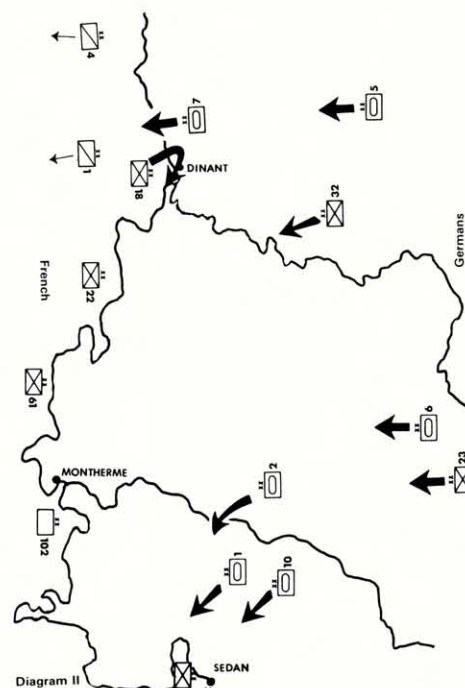 4
5
7
1
18
DINANT
32
Germans
22
French
61
6
MONTHERME
23
2
102
1
10
SEDAN
Diagram II